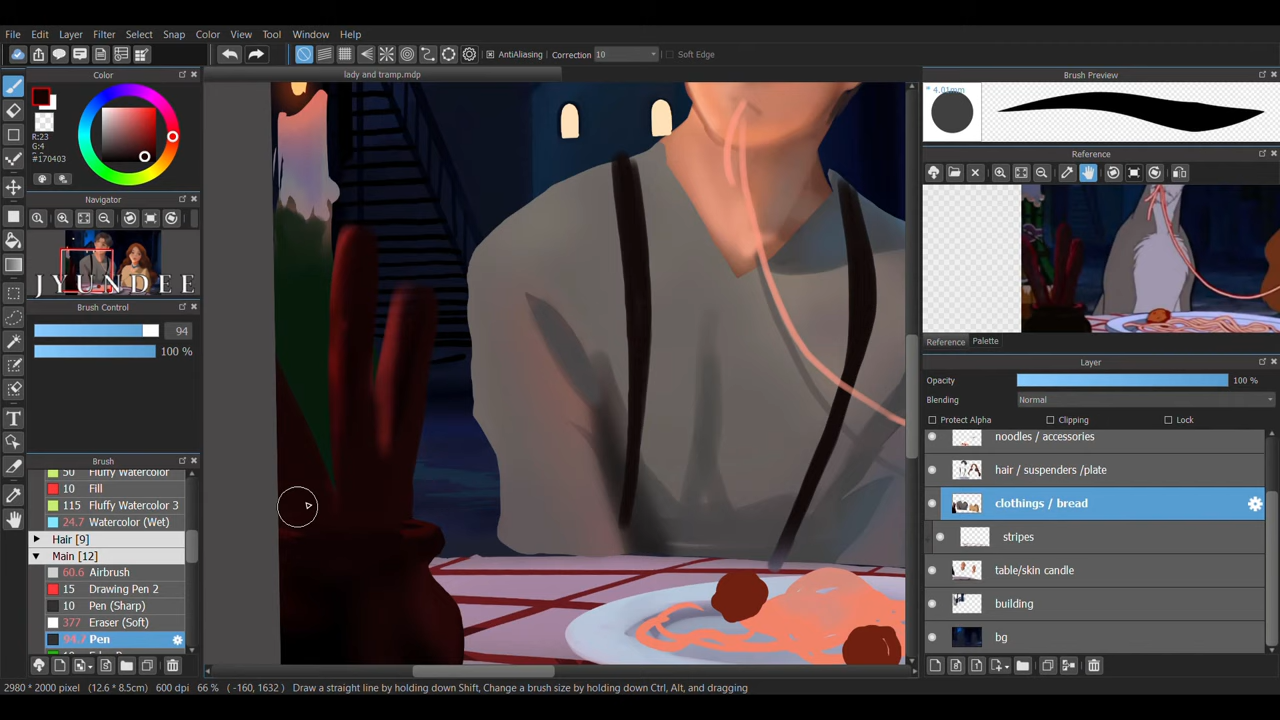 File Edit Layer Filter Select Snap Color View Tool Window Help
AntiAliasing Correction 10 Soft Edge
Color
lady and tramp.mdp
Brush Preview
* 4.01mm
R:23
G:4
#170403
Reference
Navigator
JYUNDEE
Brush Control
94
100 %
Reference Palette
Layer
Opacity 100 %
Blending Normal
Protect Alpha Clipping Lock
noodles / accessories
hair / suspenders /plate
clothings / bread
stripes
table/skin candle
building
bg
Brush
50 Fluffy Watercolor
10 Fill
115 Fluffy Watercolor 3
24.7 Watercolor (Wet)
Hair [9]
Main [12]
60.6 Airbrush
15 Drawing Pen 2
10 Pen (Sharp)
377 Eraser (Soft)
94.7 Pen
2980 * 2000 pixel (12.6 * 8.5cm) 600 dpi 66 % ( -160, 1632 ) Draw a straight line by holding down Shift, Change a brush size by holding down Ctrl, Alt, and dragging